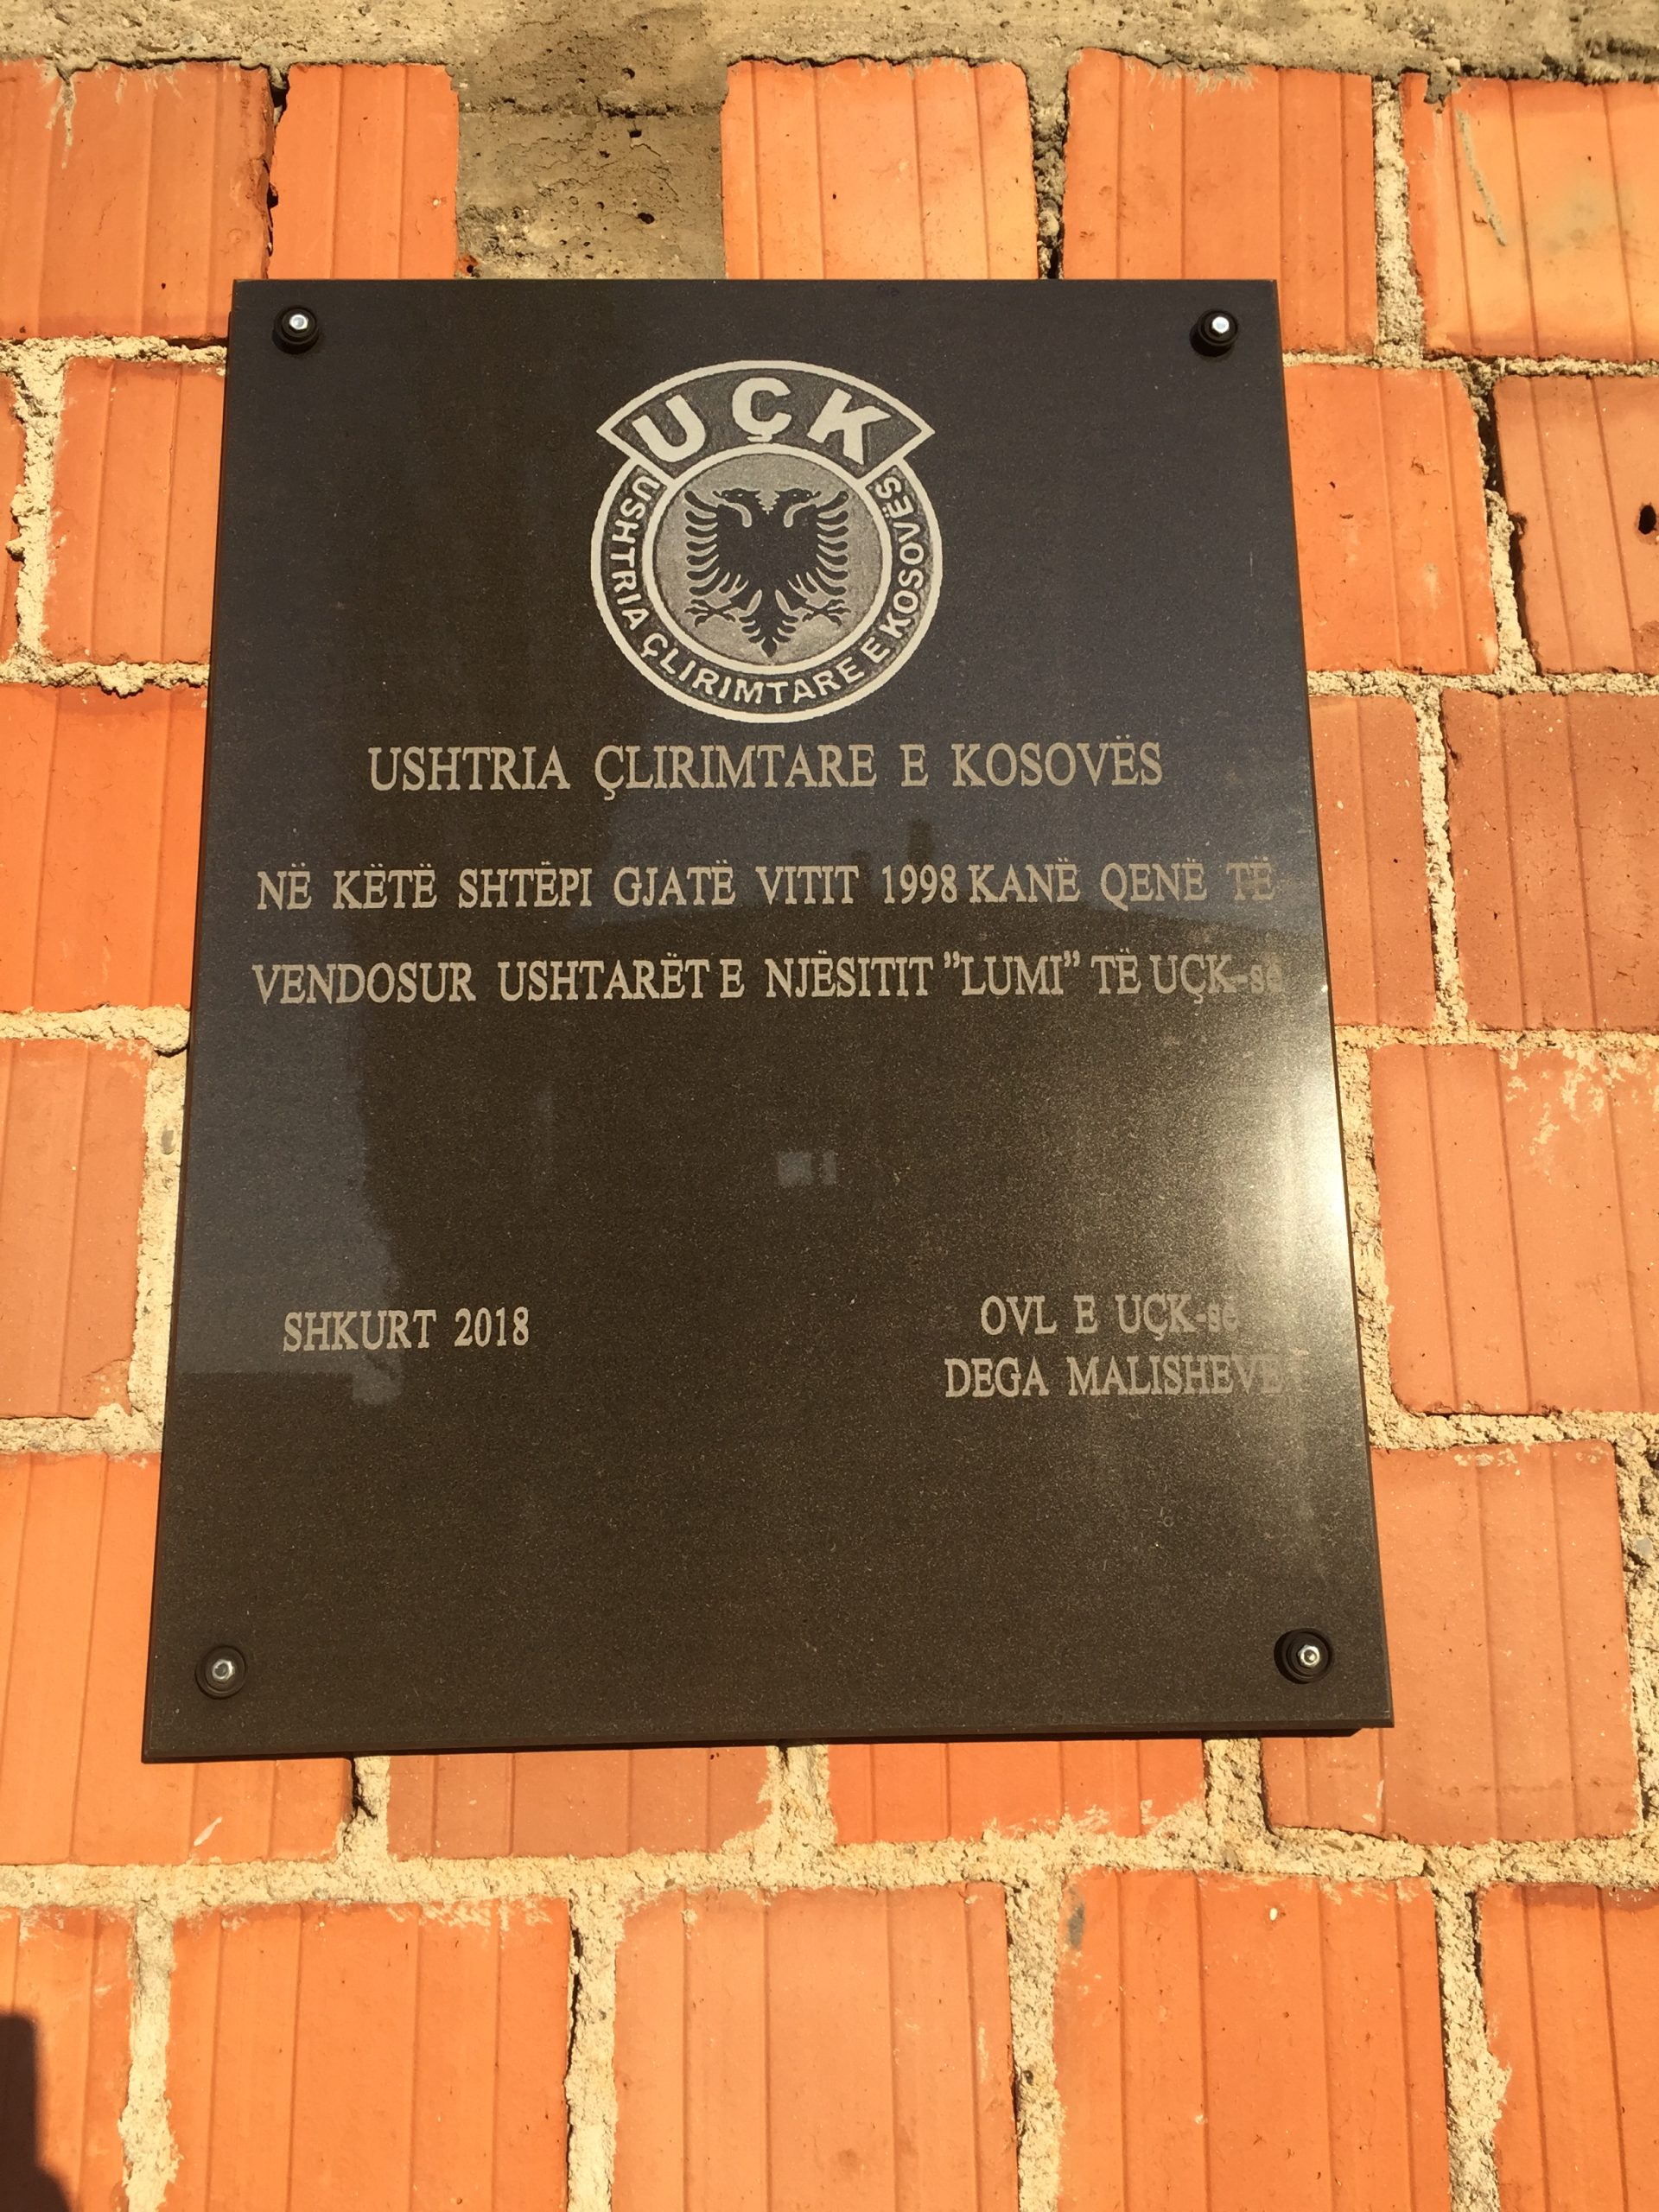 UÇK
USHTRIA ÇLIRIMTARE E KOSOVËS
USHTRIA ÇLIRIMTARE E KOSOVËS
NË KËTË SHTËPI GJATË VITIT 1998 KANË QENË TË
VENDOSUR USHTARËT E NJËSITIT "LUMI" TË UÇK-së
SHKURT 2018
OVL E UÇK-së
DEGA MALISHEVË